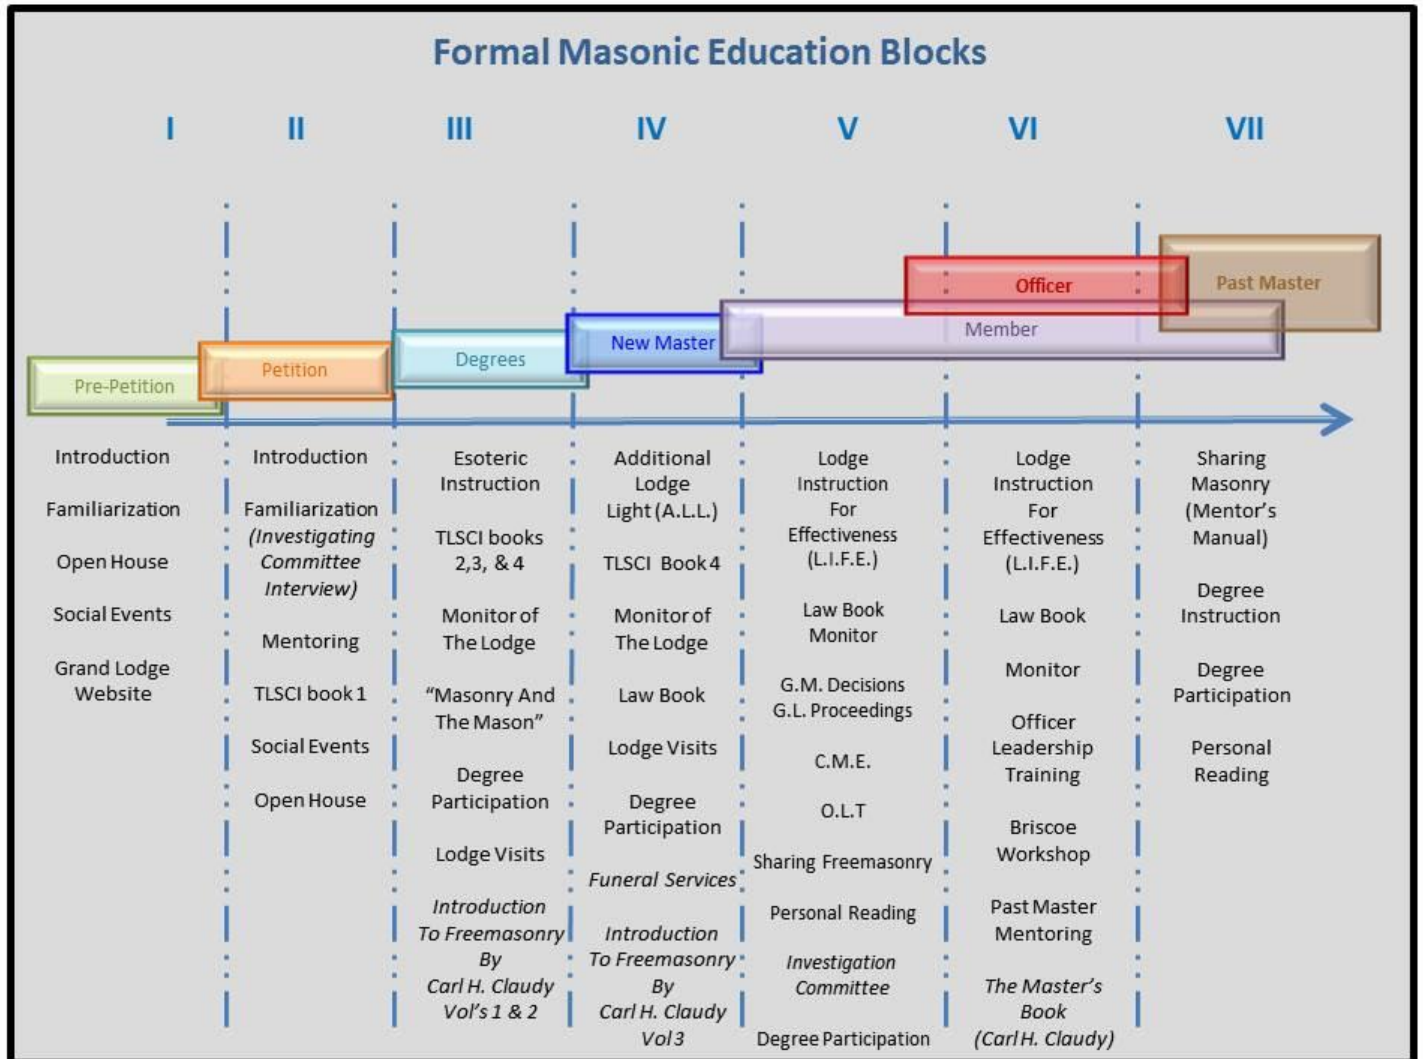 Formal Masonic Education Blocks
I
II
III
IV
V
VI
VII
Pre-Petition
Petition
Degrees
New Master
Member
Officer
Past Master
Introduction
Familiarization
Open House
Social Events
Grand Lodge
Website
Introduction
Familiarization
(Investigating
Committee
Interview)
Mentoring
TLSCI book 1
Social Events
Open House
Esoteric
Instruction
TLSCI books
2,3, & 4
Monitor of
The Lodge
“Masonry And
The Mason”
Degree
Participation
Lodge Visits
Introduction
To Freemasonry
By
Carl H. Claudy
Vol’s 1 & 2
Additional
Lodge
Light (A.L.L.)
TLSCI Book 4
Monitor of
The Lodge
Law Book
Lodge Visits
Degree
Participation
Funeral Services
Introduction
To Freemasonry
By
Carl H. Claudy
Vol 3
Lodge
Instruction
For
Effectiveness
(L.I.F.E.)
Law Book
Monitor
G.M. Decisions
G.L. Proceedings
C.M.E.
O.L.T
Sharing Freemasonry
Personal Reading
Investigation
Committee
Degree Participation
Lodge
Instruction
For
Effectiveness
(L.I.F.E.)
Law Book
Monitor
Officer
Leadership
Training
Briscoe
Workshop
Past Master
Mentoring
The Master’s
Book
(Carl H. Claudy)
Sharing
Masonry
(Mentor’s
Manual)
Degree
Instruction
Degree
Participation
Personal
Reading